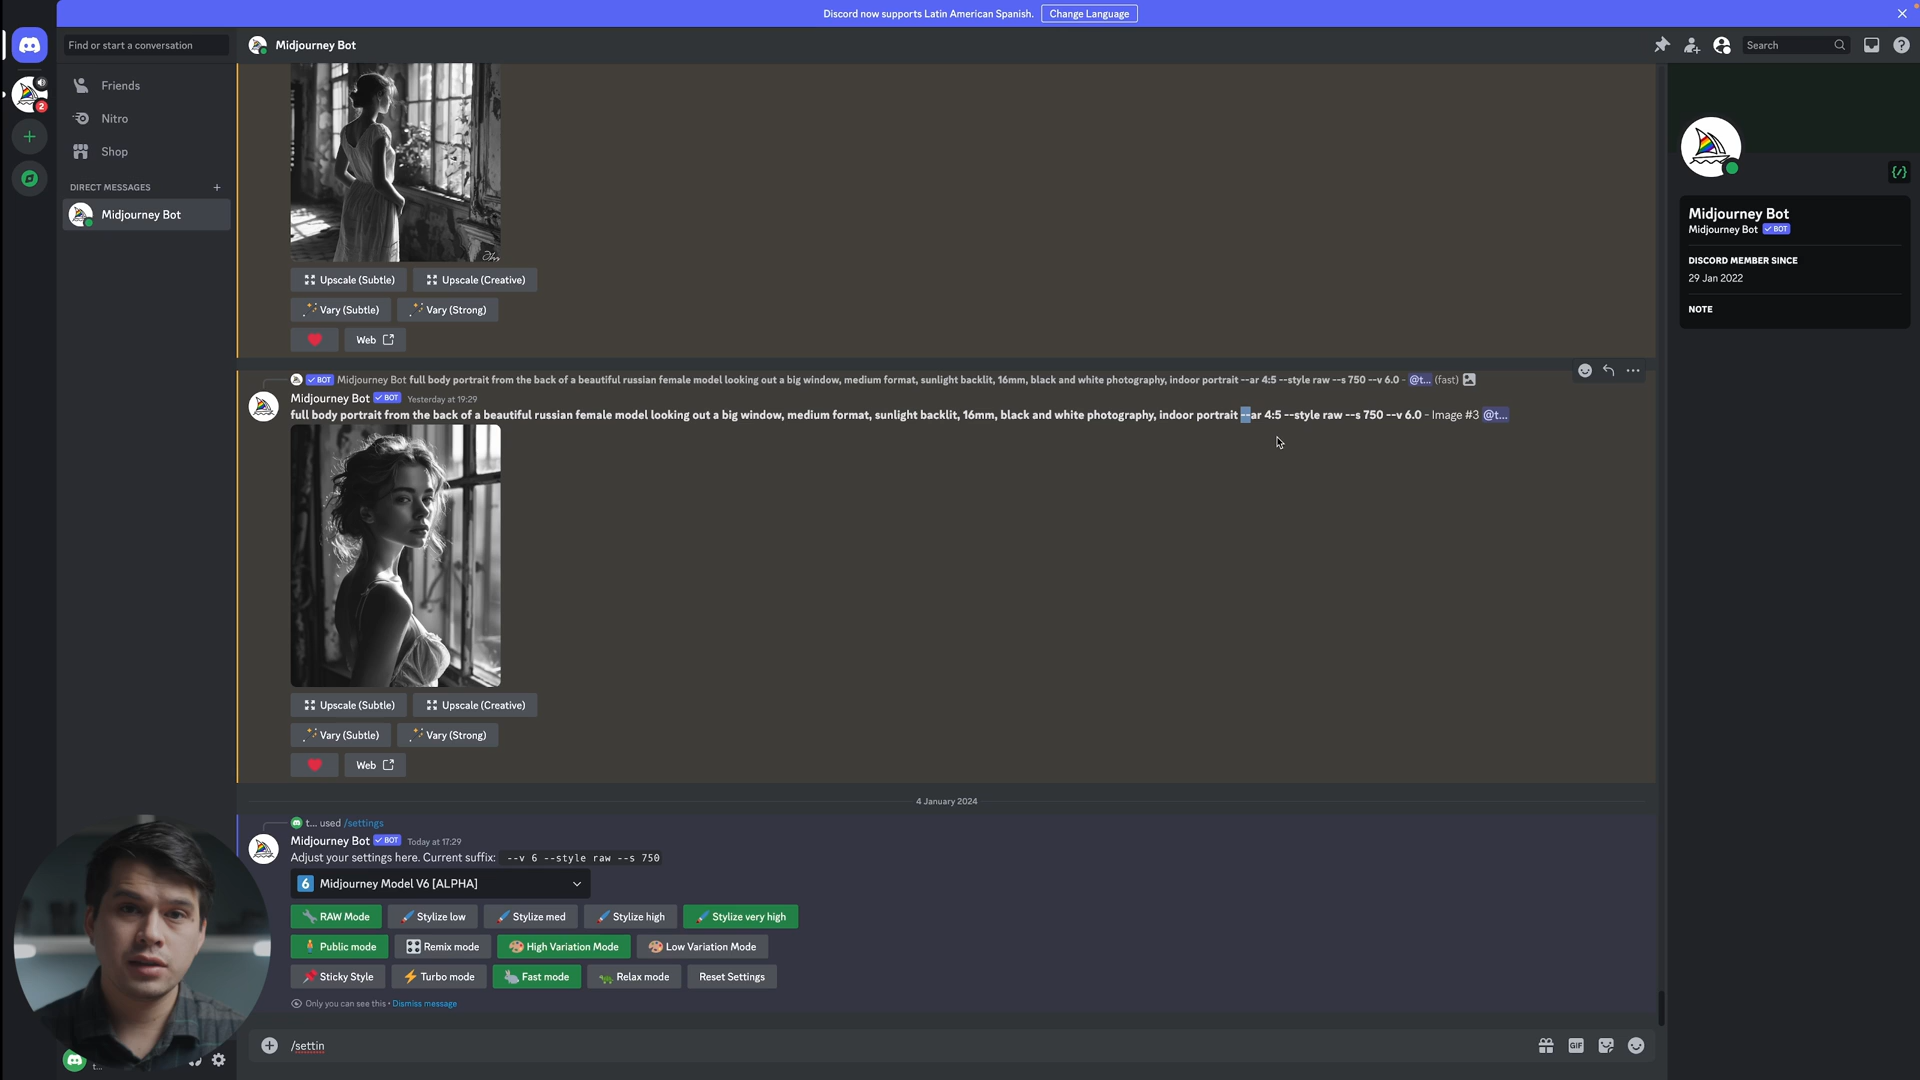 Discord now supports Latin American Spanish. Change Language
Find or start a conversation
Midjourney Bot
Search
Friends
2
Nitro
Shop
DIRECT MESSAGES
Midjourney Bot
Upscale (Subtle) Upscale (Creative)
Vary (Subtle) Vary (Strong)
Web
BOT Midjourney Bot full body portrait from the back of a beautiful russian female model looking out a big window, medium format, sunlight backlit, 16mm, black and white photography, indoor portrait --ar 4:5 --style raw --s 750 --v 6.0 - @t... (fast)
Midjourney Bot BOT Yesterday at 19:29
full body portrait from the back of a beautiful russian female model looking out a big window, medium format, sunlight backlit, 16mm, black and white photography, indoor portrait --ar 4:5 --style raw --s 750 --v 6.0 - Image #3 @t...
Upscale (Subtle) Upscale (Creative)
Vary (Subtle) Vary (Strong)
Web
4 January 2024
t... used /settings
Midjourney Bot BOT Today at 17:29
Adjust your settings here. Current suffix: --v 6 --style raw --s 750
6 Midjourney Model V6 [ALPHA]
RAW Mode Stylize low Stylize med Stylize high Stylize very high
Public mode Remix mode High Variation Mode Low Variation Mode
Sticky Style Turbo mode Fast mode Relax mode Reset Settings
Only you can see this • Dismiss message
/settin
GIF
t...
Midjourney Bot
Midjourney Bot BOT
DISCORD MEMBER SINCE
29 Jan 2022
NOTE